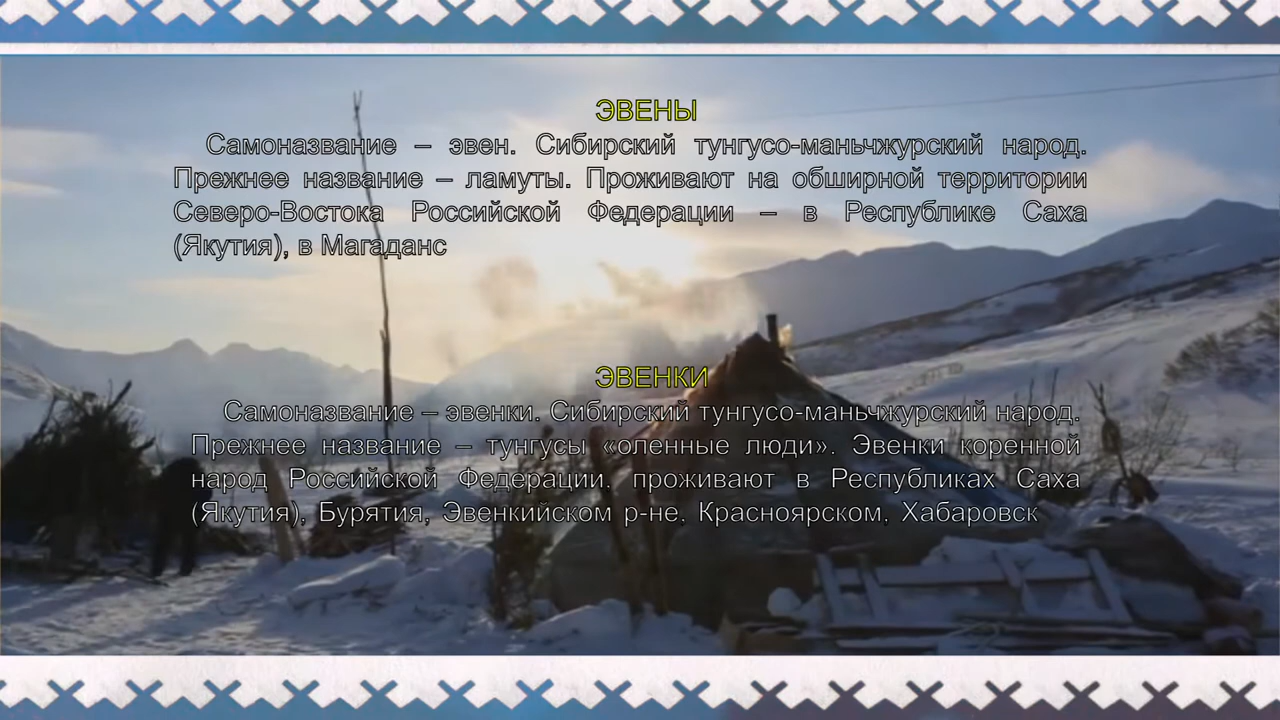 ЭВЕНЫ
Самоназвание – эвен. Сибирский тунгусо-маньчжурский народ.
Прежнее название – ламуты. Проживают на обширной территории
Северо-Востока Российской Федерации – в Республике Саха
(Якутия), в Магаданс
ЭВЕНКИ
Самоназвание – эвенки. Сибирский тунгусо-маньчжурский народ.
Прежнее название – тунгусы «оленные люди». Эвенки коренной
народ Российской Федерации. проживают в Республиках Саха
(Якутия), Бурятия, Эвенкийском р-не. Красноярском, Хабаровск